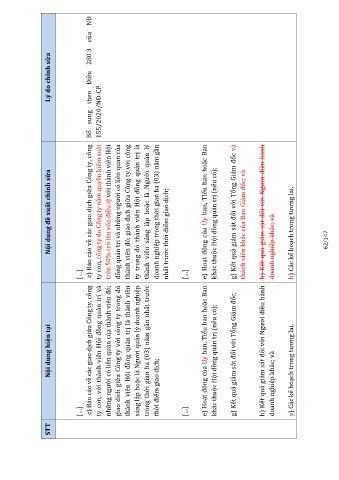 STT
Nội dung hiện tại
Nội dung đề xuất chỉnh sửa
Lý do chỉnh sửa
[...]
c) Báo cáo về các giao dịch giữa Công ty, công
ty con, với thành viên Hội đồng quản trị và
những người có liên quan của thành viên đó;
giao dịch giữa Công ty với công ty trong đó
thành viên Hội đồng quản trị là thành viên
sáng lập hoặc là Người quản lý doanh nghiệp
trong thời gian ba (03) năm gần nhất trước
thời điểm giao dịch;
[...]
e) Hoạt động của Ủy ban, Tiểu ban hoặc Ban
khác thuộc Hội đồng quản trị (nếu có);
g) Kết quả giám sát đối với Tổng Giám đốc;
h) Kết quả giám sát đối với Người điều hành
doanh nghiệp khác; và
y) Các kế hoạch trong tương lai.
[...]
c) Báo cáo về các giao dịch giữa Công ty, công
ty con, công ty do Công ty nắm quyền kiểm soát
trên 50% trở lên vốn điều lệ với thành viên Hội
đồng quản trị và những người có liên quan của
thành viên đó; giao dịch giữa Công ty với công
ty trong đó thành viên Hội đồng quản trị là
thành viên sáng lập hoặc là Người quản lý
doanh nghiệp trong thời gian ba (03) năm gần
nhất trước thời điểm giao dịch;
[...]
e) Hoạt động của Ủy ban, Tiểu ban hoặc Ban
khác thuộc Hội đồng quản trị (nếu có);
g) Kết quả giám sát đối với Tổng Giám đốc và
thành viên khác của Ban Giám đốc; và
h) Kết quả giám sát đối với Người điều hành
doanh nghiệp khác; và
h) Các kế hoạch trong tương lai.
Bổ sung theo Điều 280.3 của NĐ
155/2020/NĐ-CP.
62/147